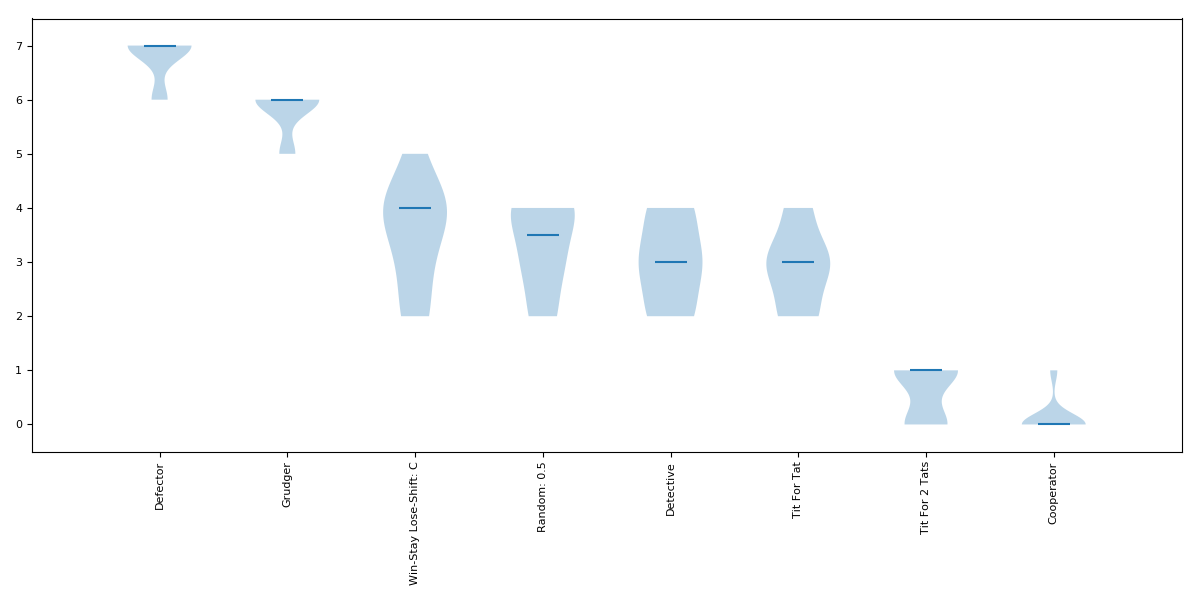 7
6
5
4
3
2
1
0
Defector
Grudger
Win-Stay Lose-Shift: C
Random: 0.5
Detective
Tit For Tat
Tit For 2 Tats
Cooperator